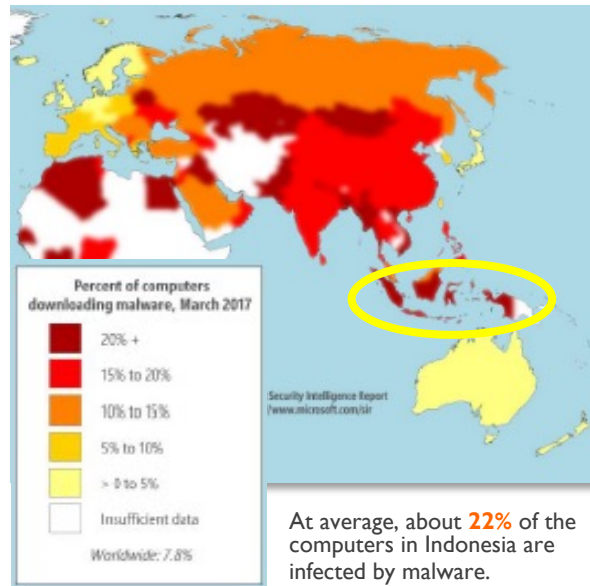 Percent of computers
downloading malware, March 2017
20% +
15% to 20%
10% to 15%
5% to 10%
> 0 to 5%
Insufficient data
Worldwide: 7.8%
Security Intelligence Report
/www.microsoft.com/sir
At average, about 22% of the
computers in Indonesia are
infected by malware.